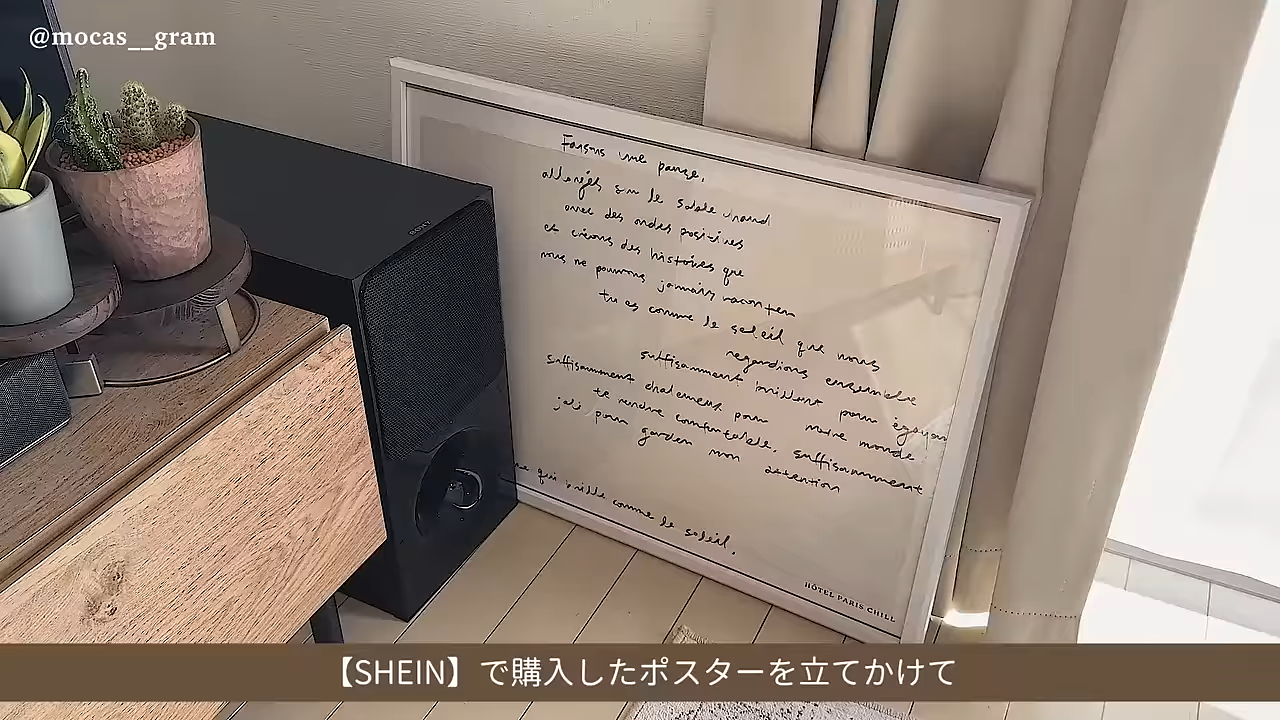 @mocas__gram
SONY
Faisons une pause,
allongés sur le sable chaud
avec des ondes positives
et créons des histoires que
nous ne pourrons jamais raconter
tu es comme le soleil que nous
regardions ensemble
suffisamment brillant pour égayer
suffisamment chaleureux pour notre monde.
te rendre comfortable, suffisamment
joli pour garder mon attention
qui brille comme le soleil.
HÔTEL PARIS CHILL
【SHEIN】で購入したポスターを立てかけて